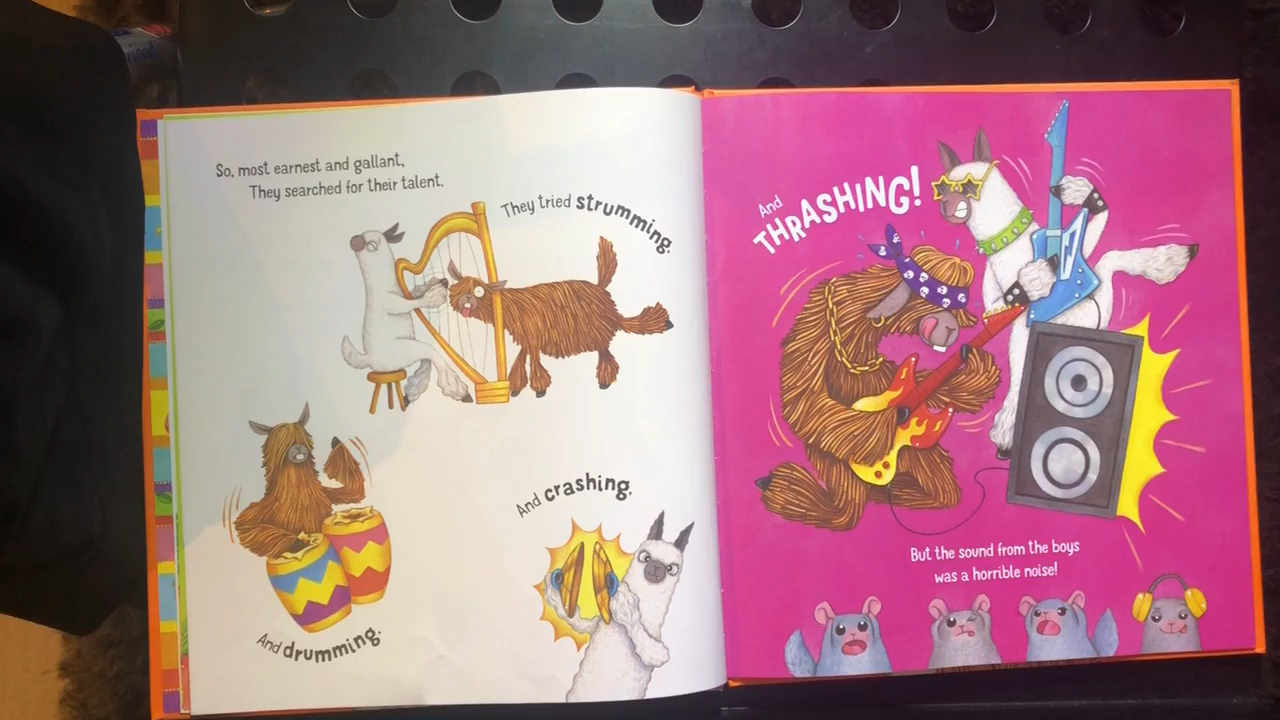 So, most earnest and gallant,
They searched for their talent.
They tried strumming.
And drumming.
And crashing.
And
THRASHING!
But the sound from the boys
was a horrible noise!